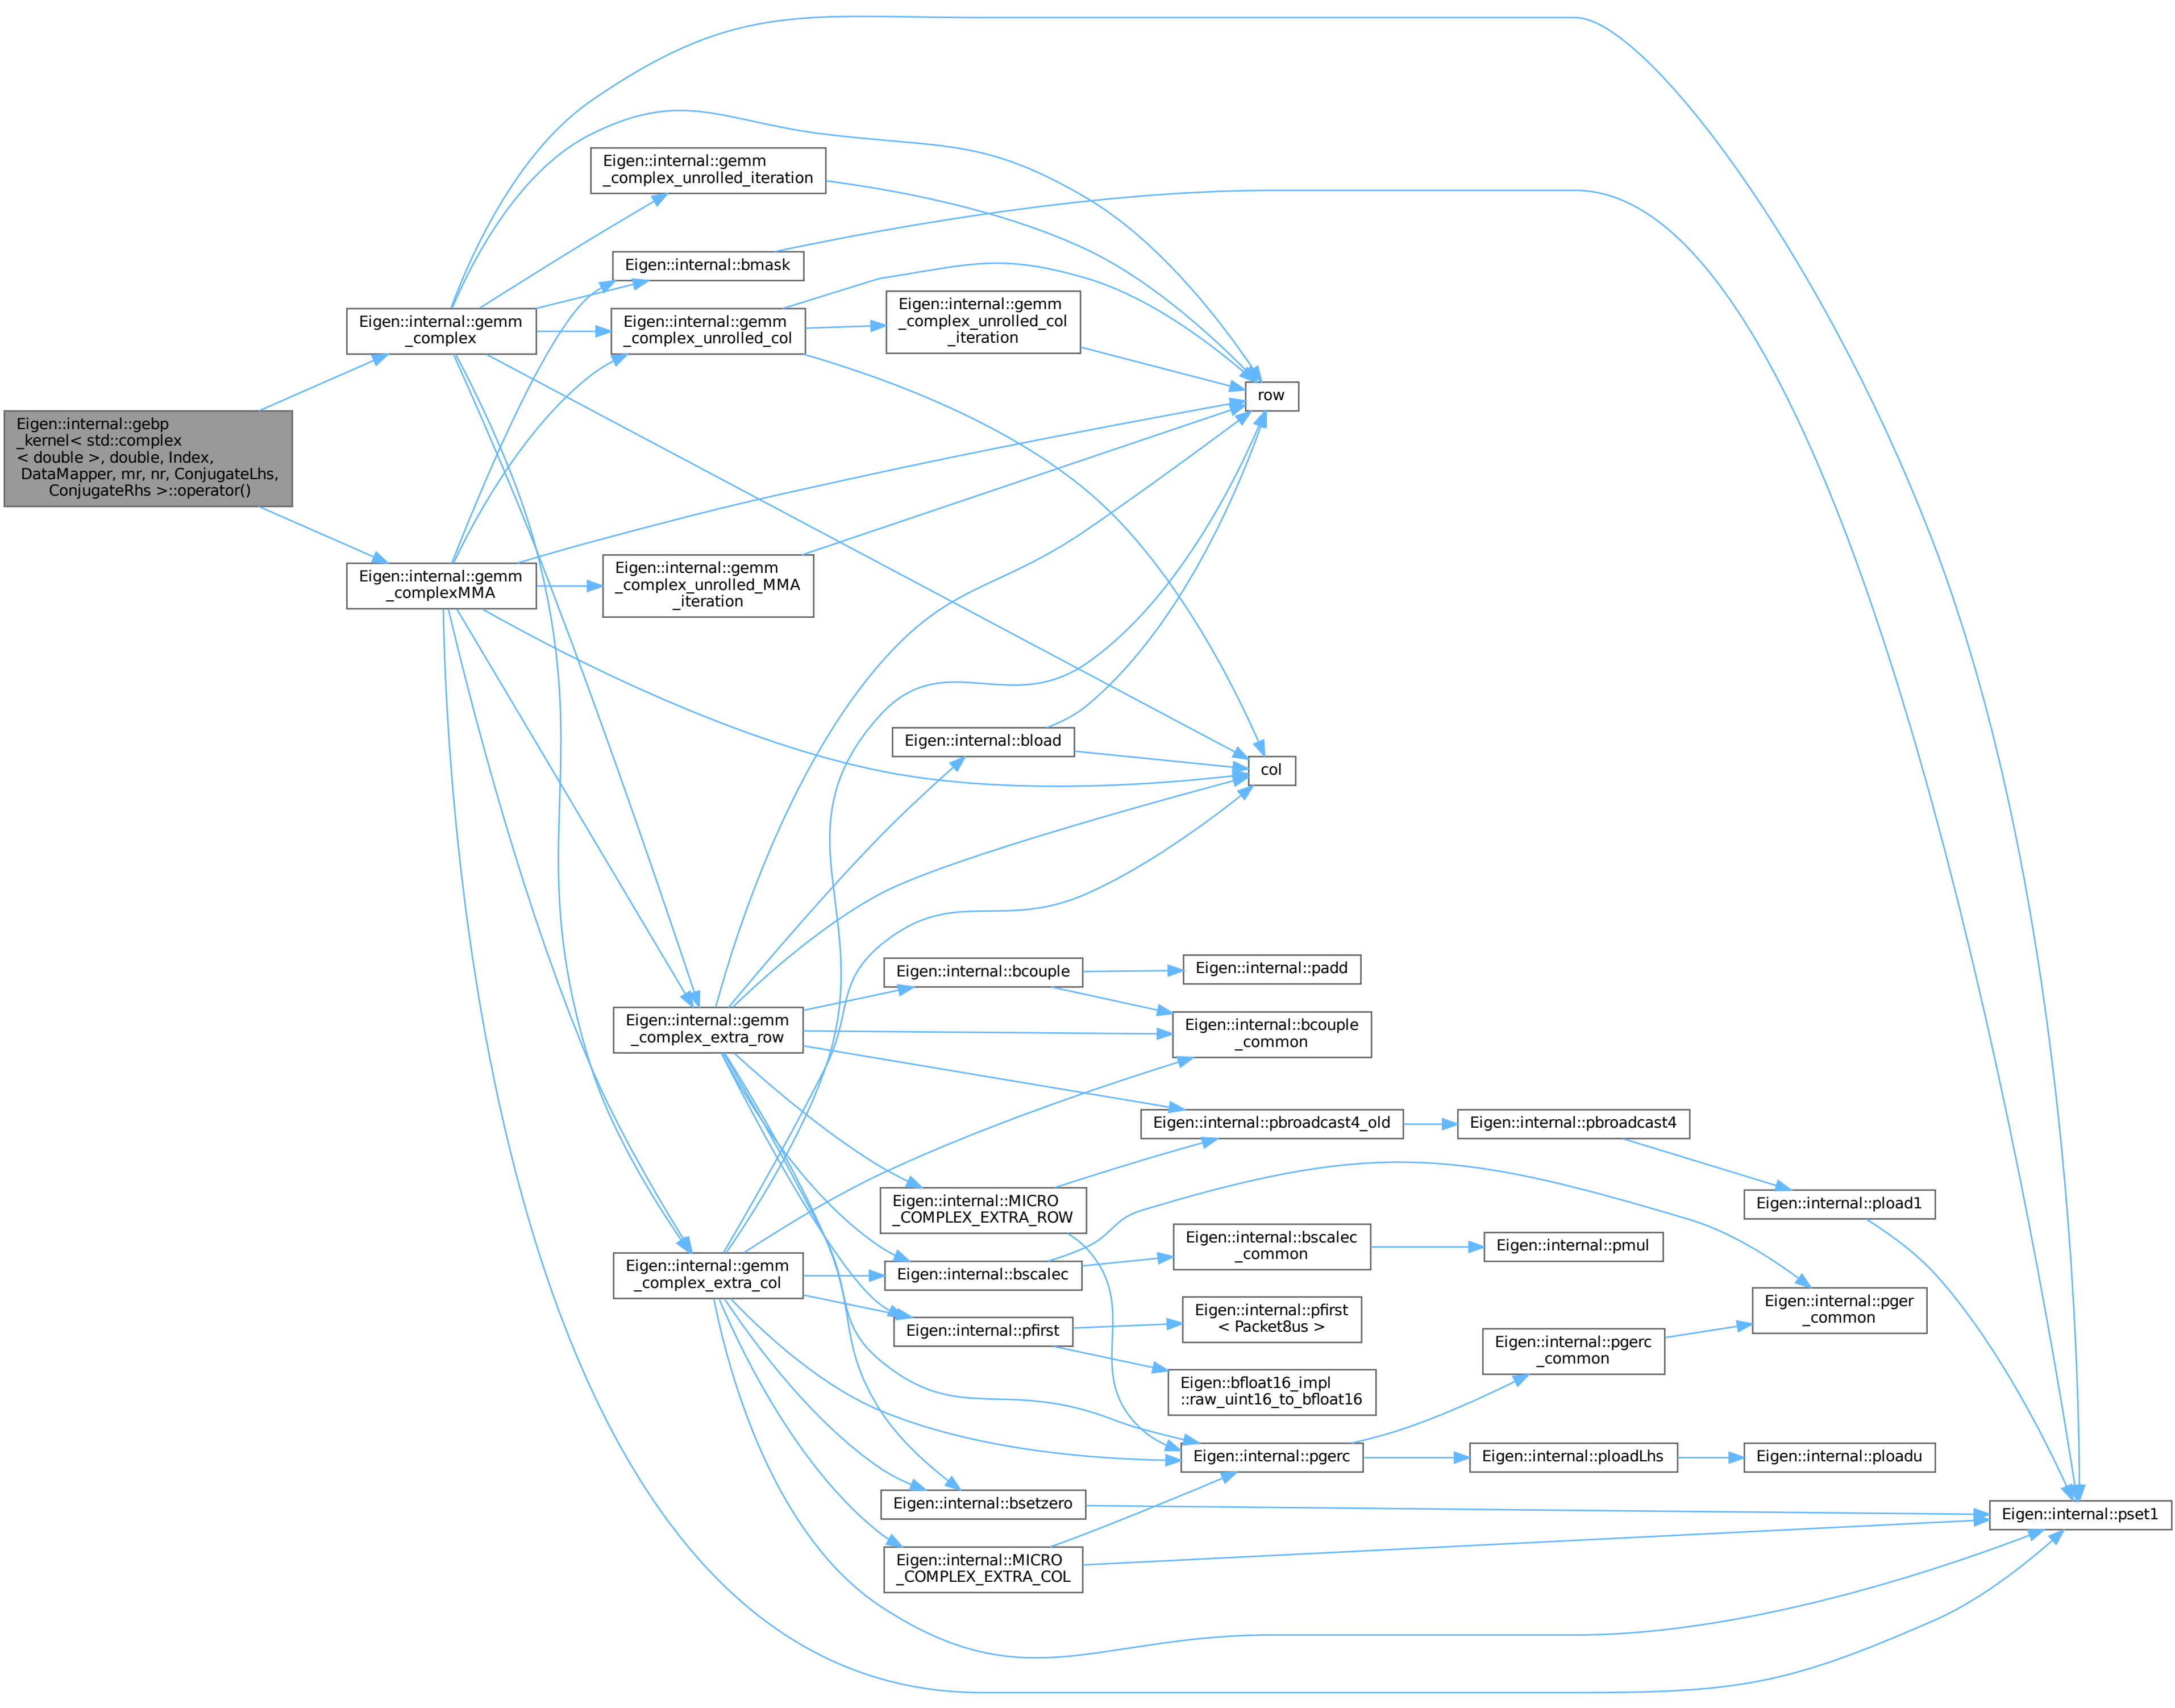 Eigen::internal::gebp
_kernel< std::complex
< double >, double, Index,
DataMapper, mr, nr, ConjugateLhs,
ConjugateRhs >::operator()
Eigen::internal::gemm
_complex
Eigen::internal::gemm
_complexMMA
Eigen::internal::gemm
_complex_unrolled_iteration
Eigen::internal::bmask
Eigen::internal::gemm
_complex_unrolled_col
Eigen::internal::gemm
_complex_unrolled_MMA
_iteration
Eigen::internal::gemm
_complex_extra_row
Eigen::internal::gemm
_complex_extra_col
Eigen::internal::gemm
_complex_unrolled_col
_iteration
Eigen::internal::bload
Eigen::internal::bcouple
Eigen::internal::MICRO
_COMPLEX_EXTRA_ROW
Eigen::internal::bscalec
Eigen::internal::pfirst
Eigen::internal::bsetzero
Eigen::internal::MICRO
_COMPLEX_EXTRA_COL
row
col
Eigen::internal::padd
Eigen::internal::bcouple
_common
Eigen::internal::pbroadcast4_old
Eigen::internal::bscalec
_common
Eigen::internal::pfirst
< Packet8us >
Eigen::bfloat16_impl
::raw_uint16_to_bfloat16
Eigen::internal::pgerc
Eigen::internal::pbroadcast4
Eigen::internal::pmul
Eigen::internal::pgerc
_common
Eigen::internal::ploadLhs
Eigen::internal::pload1
Eigen::internal::pger
_common
Eigen::internal::ploadu
Eigen::internal::pset1